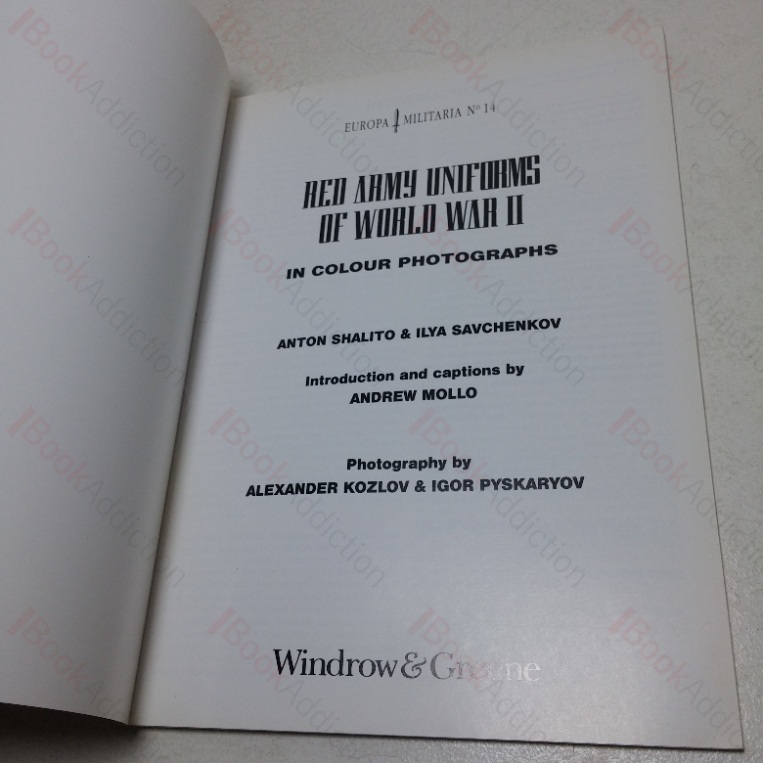 EUROPA MILITARIA Nº 14
RED ARMY UNIFORMS
OF WORLD WAR II
IN COLOUR PHOTOGRAPHS
ANTON SHALITO & ILYA SAVCHENKOV
Introduction and captions by
ANDREW MOLLO
Photography by
ALEXANDER KOZLOV & IGOR PYSKARYOV
Windrow & Greene
BookAddiction